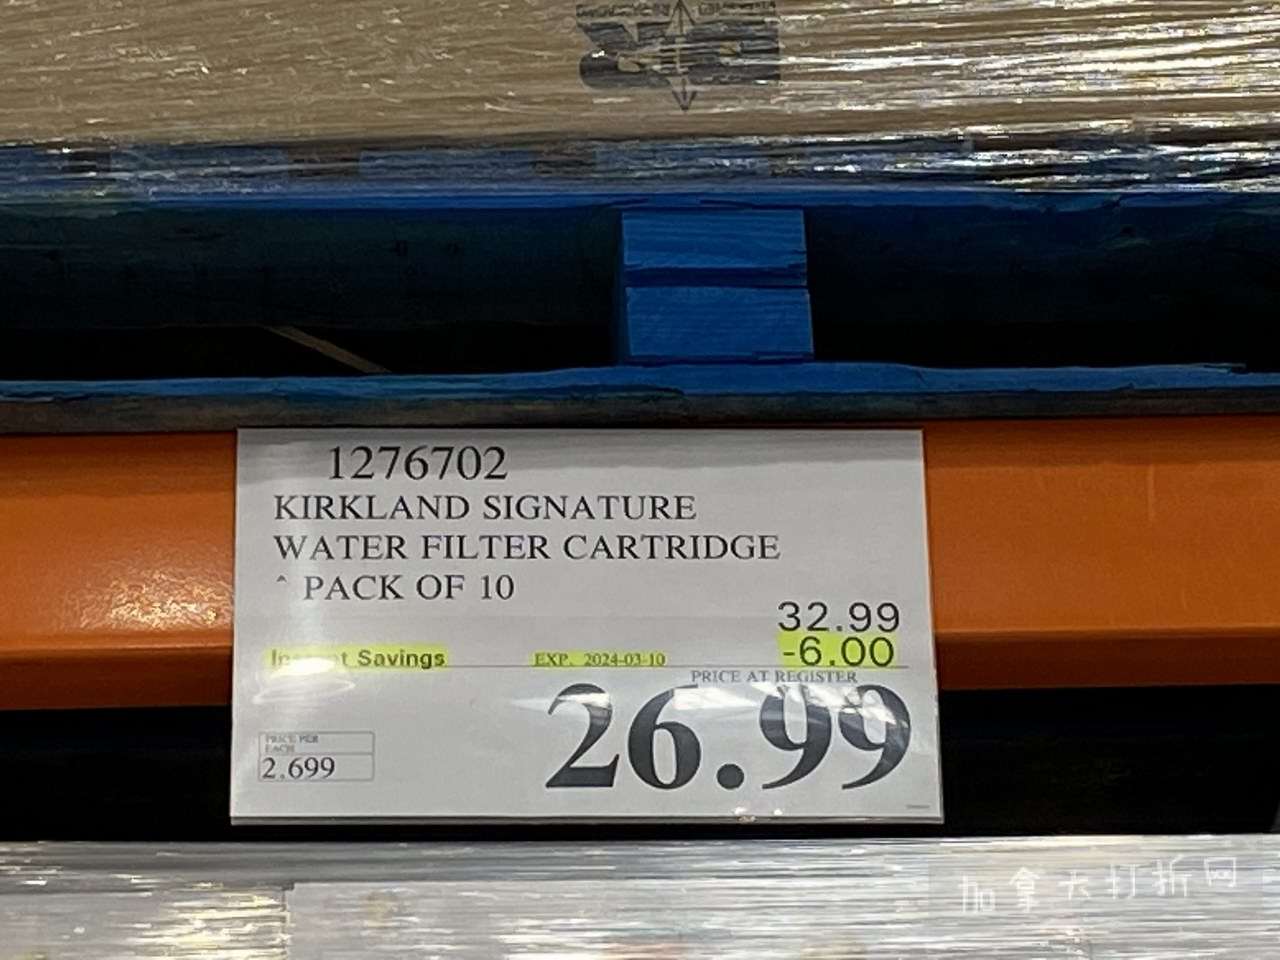 1276702
KIRKLAND SIGNATURE
WATER FILTER CARTRIDGE
^ PACK OF 10
32.99
Instant Savings EXP. 2024-03-10 -6.00
PRICE AT REGISTER
26.99
PRICE PER
EACH
2.699
加拿大打折网